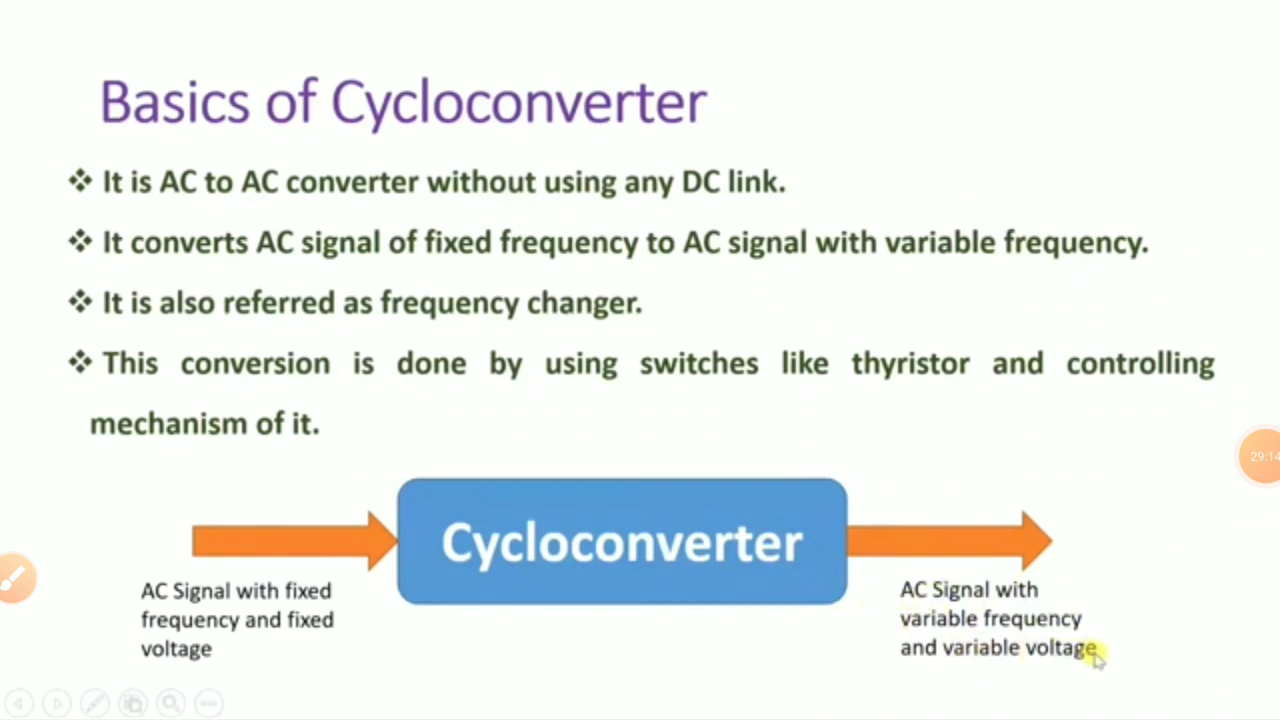 Basics of Cycloconverter
❖ It is AC to AC converter without using any DC link.
❖ It converts AC signal of fixed frequency to AC signal with variable frequency.
❖ It is also referred as frequency changer.
❖ This conversion is done by using switches like thyristor and controlling
mechanism of it.
Cycloconverter
AC Signal with fixed
frequency and fixed
voltage
AC Signal with
variable frequency
and variable voltage
29:14